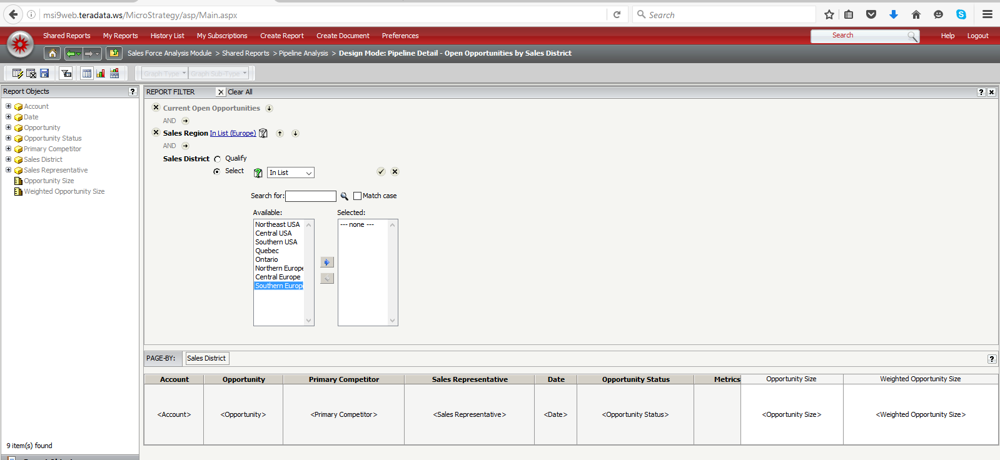 msi9web.teradata.ws/MicroStrategy/asp/Main.aspx
Search
Shared Reports My Reports History List My Subscriptions Create Report Create Document Preferences Search Help Logout
Sales Force Analysis Module > Shared Reports > Pipeline Analysis > Design Mode: Pipeline Detail - Open Opportunities by Sales District
Graph Type Graph Sub-Type
Report Objects ?
Account
Date
Opportunity
Opportunity Status
Primary Competitor
Sales District
Sales Representative
Opportunity Size
Weighted Opportunity Size
9 item(s) found
REPORT FILTER Clear All ?
Current Open Opportunities
AND
Sales Region In List (Europe)
AND
Sales District Qualify
Select In List
Search for: Match case
Available: Selected:
Northeast USA
Central USA
Southern USA
Quebec
Ontario
Northern Europe
Central Europe
Southern Europ
--- none ---
PAGE-BY: Sales District ?
Account Opportunity Primary Competitor Sales Representative Date Opportunity Status Metrics Opportunity Size Weighted Opportunity Size
<Account> <Opportunity> <Primary Competitor> <Sales Representative> <Date> <Opportunity Status> <Opportunity Size> <Weighted Opportunity Size>